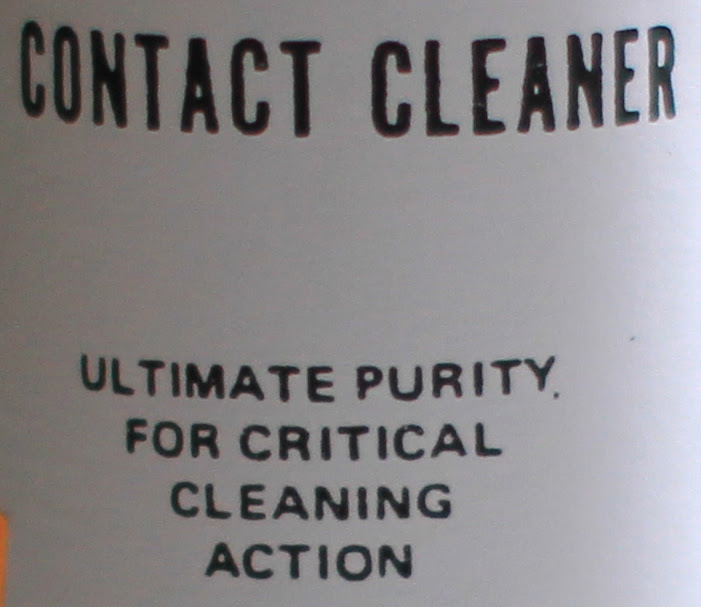 CONTACT CLEANER
ULTIMATE PURITY.
FOR CRITICAL
CLEANING
ACTION